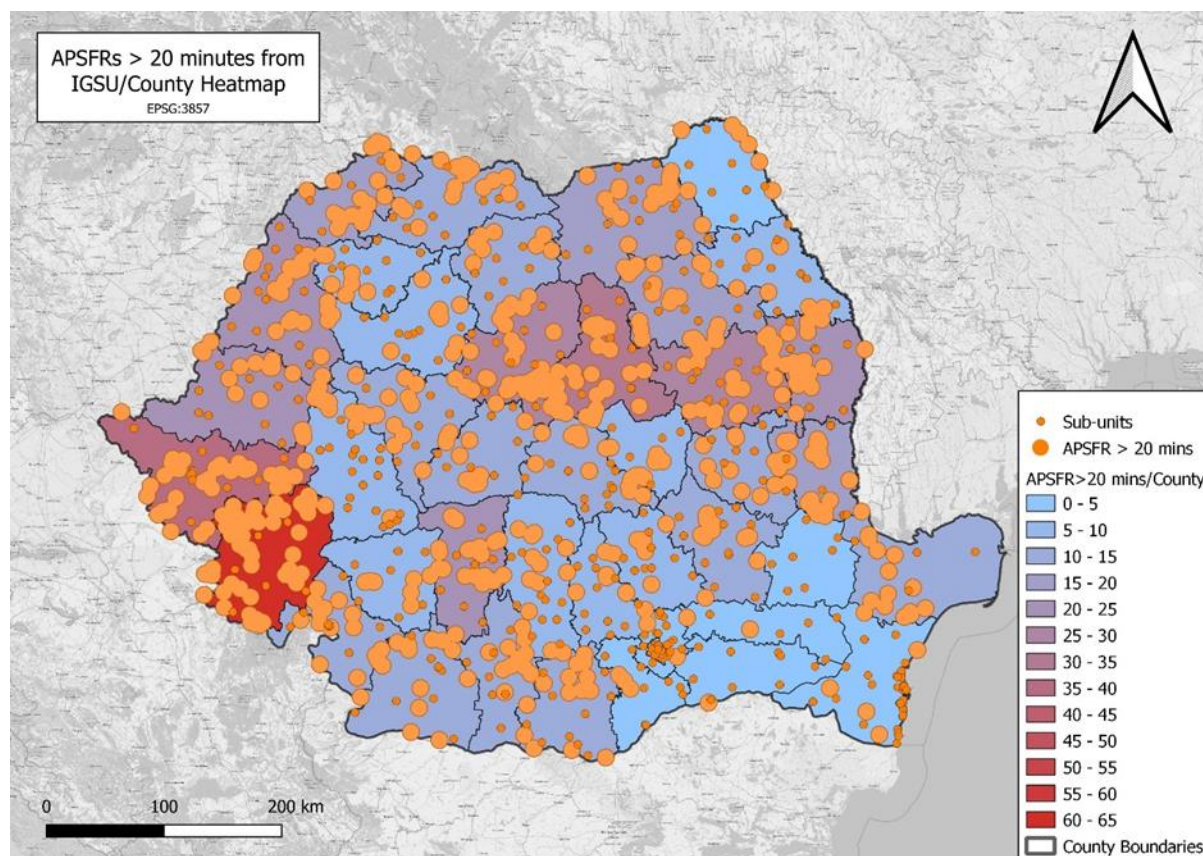 APSFRs > 20 minutes from
IGSU/County Heatmap
EPSG:3857
Sub-units
APSFR > 20 mins
APSFR>20 mins/County
0 - 5
5 - 10
10 - 15
15 - 20
20 - 25
25 - 30
30 - 35
35 - 40
40 - 45
45 - 50
50 - 55
55 - 60
60 - 65
County Boundaries
0 100 200 km